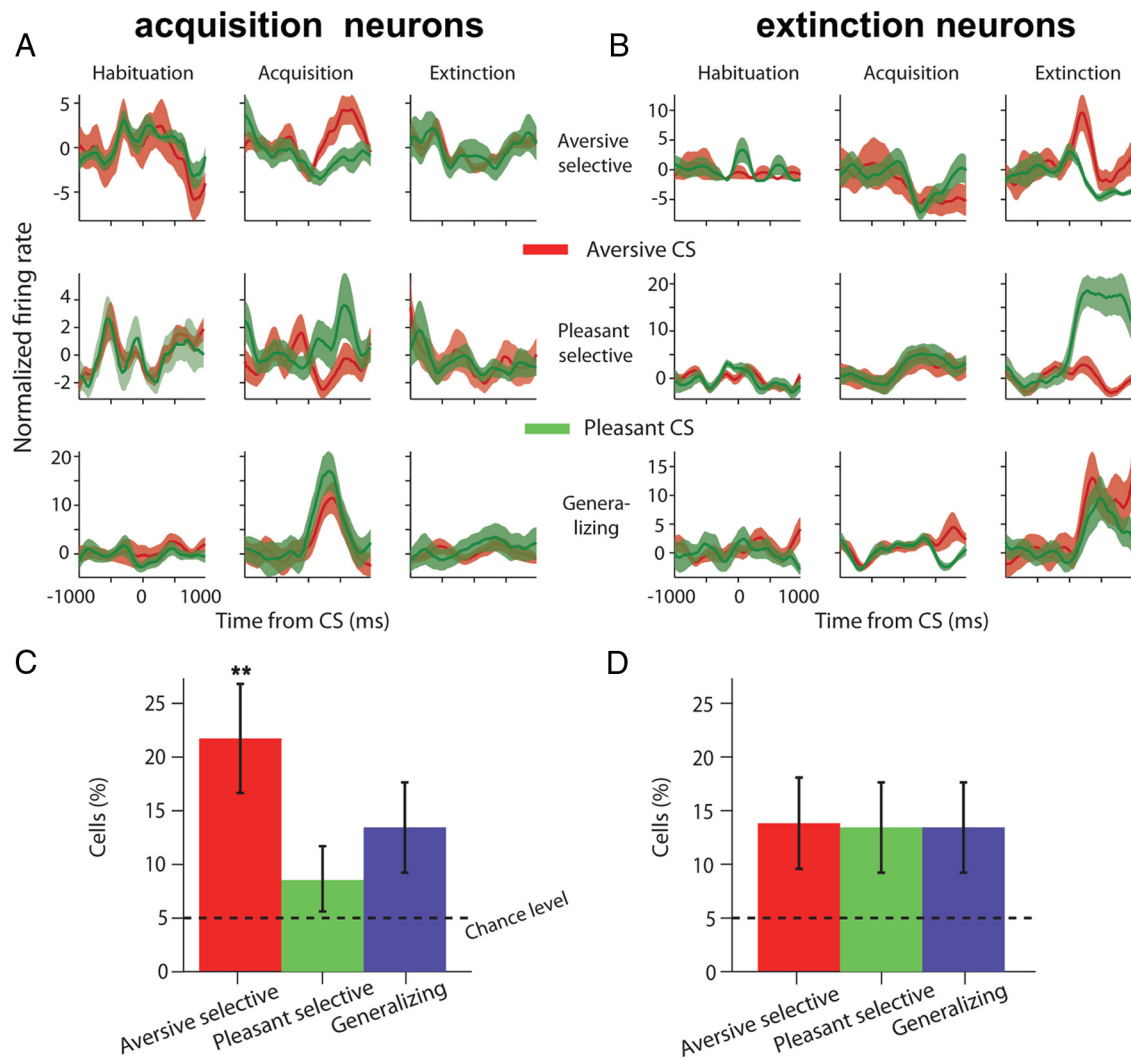 acquisition neurons
extinction neurons
A
B
Habituation
Acquisition
Extinction
Habituation
Acquisition
Extinction
5
0
-5
Aversive
selective
10
5
0
-5
Aversive CS
Normalized firing rate
4
2
0
-2
Pleasant
selective
20
15
10
5
0
Pleasant CS
20
10
0
Genera-
lizing
15
10
5
0
-1000 0 1000
-1000 0 1000
Time from CS (ms)
Time from CS (ms)
C
D
**
25
20
15
10
5
0
Cells (%)
Chance level
Aversive selective
Pleasant selective
Generalizing
25
20
15
10
5
0
Cells (%)
Aversive selective
Pleasant selective
Generalizing